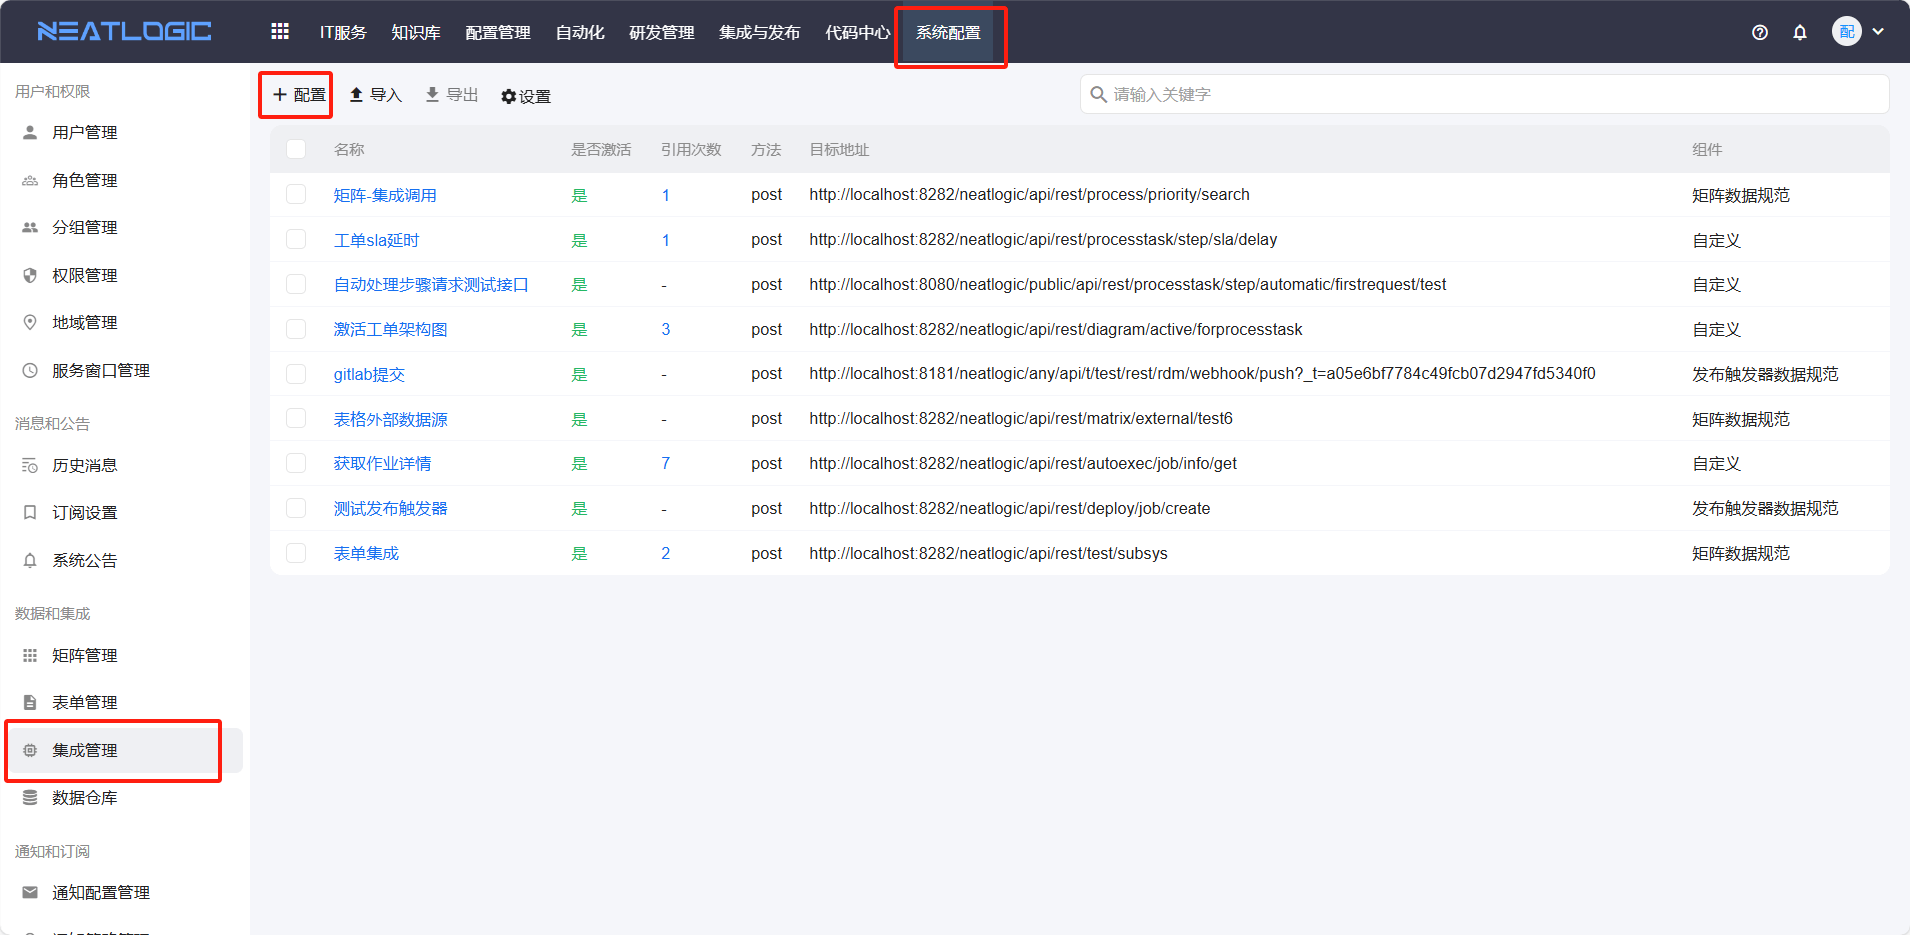 NEATLOGIC IT服务 知识库 配置管理 自动化 研发管理 集成与发布 代码中心 系统配置 配
用户和权限
用户管理
角色管理
分组管理
权限管理
地域管理
服务窗口管理
消息和公告
历史消息
订阅设置
系统公告
数据和集成
矩阵管理
表单管理
集成管理
数据仓库
通知和订阅
通知配置管理
配置 导入 导出 设置 请输入关键字
名称 是否激活 引用次数 方法 目标地址 组件
矩阵-集成调用 是 1 post http://localhost:8282/neatlogic/api/rest/process/priority/search 矩阵数据规范
工单sla延时 是 1 post http://localhost:8282/neatlogic/api/rest/processtask/step/sla/delay 自定义
自动处理步骤请求测试接口 是 - post http://localhost:8080/neatlogic/public/api/rest/processtask/step/automatic/firstrequest/test 自定义
激活工单架构图 是 3 post http://localhost:8282/neatlogic/api/rest/diagram/active/forprocesstask 自定义
gitlab提交 是 - post http://localhost:8181/neatlogic/any/api/t/test/rest/rdm/webhook/push?_t=a05e6bf7784c49fcb07d2947fd5340f0 发布触发器数据规范
表格外部数据源 是 - post http://localhost:8282/neatlogic/api/rest/matrix/external/test6 矩阵数据规范
获取作业详情 是 7 post http://localhost:8282/neatlogic/api/rest/autoexec/job/info/get 自定义
测试发布触发器 是 - post http://localhost:8282/neatlogic/api/rest/deploy/job/create 发布触发器数据规范
表单集成 是 2 post http://localhost:8282/neatlogic/api/rest/test/subsys 矩阵数据规范